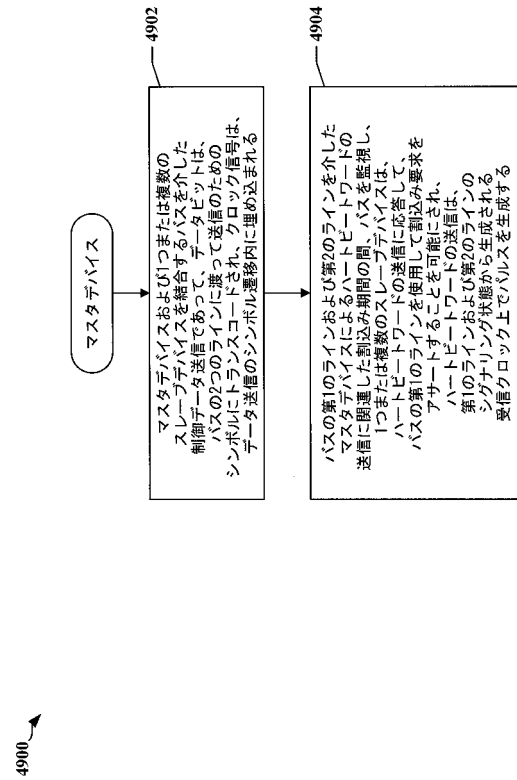 4900
マスタデバイス
4902
マスタデバイスおよび1つまたは複数の
スレーブデバイスを結合するバスを介した
制御データ送信であって、データビットは、
バスの2つのラインに渡って送信のための
シンボルにトランスコードされ、クロック信号は、
データ送信のシンボル遷移内に埋め込まれる
4904
バスの第1のラインおよび第2のラインを介した
マスタデバイスによるハートビートワードの
送信に関連した割込み期間の間、バスを監視し、
1つまたは複数のスレーブデバイスは、
ハートビートワードの送信に応答して、
バスの第1のラインを使用して割込み要求を
アサートすることを可能にされ、
ハートビートワードの送信は、
第1のラインおよび第2のラインの
シグナリング状態から生成される
受信クロック上でパルスを生成する